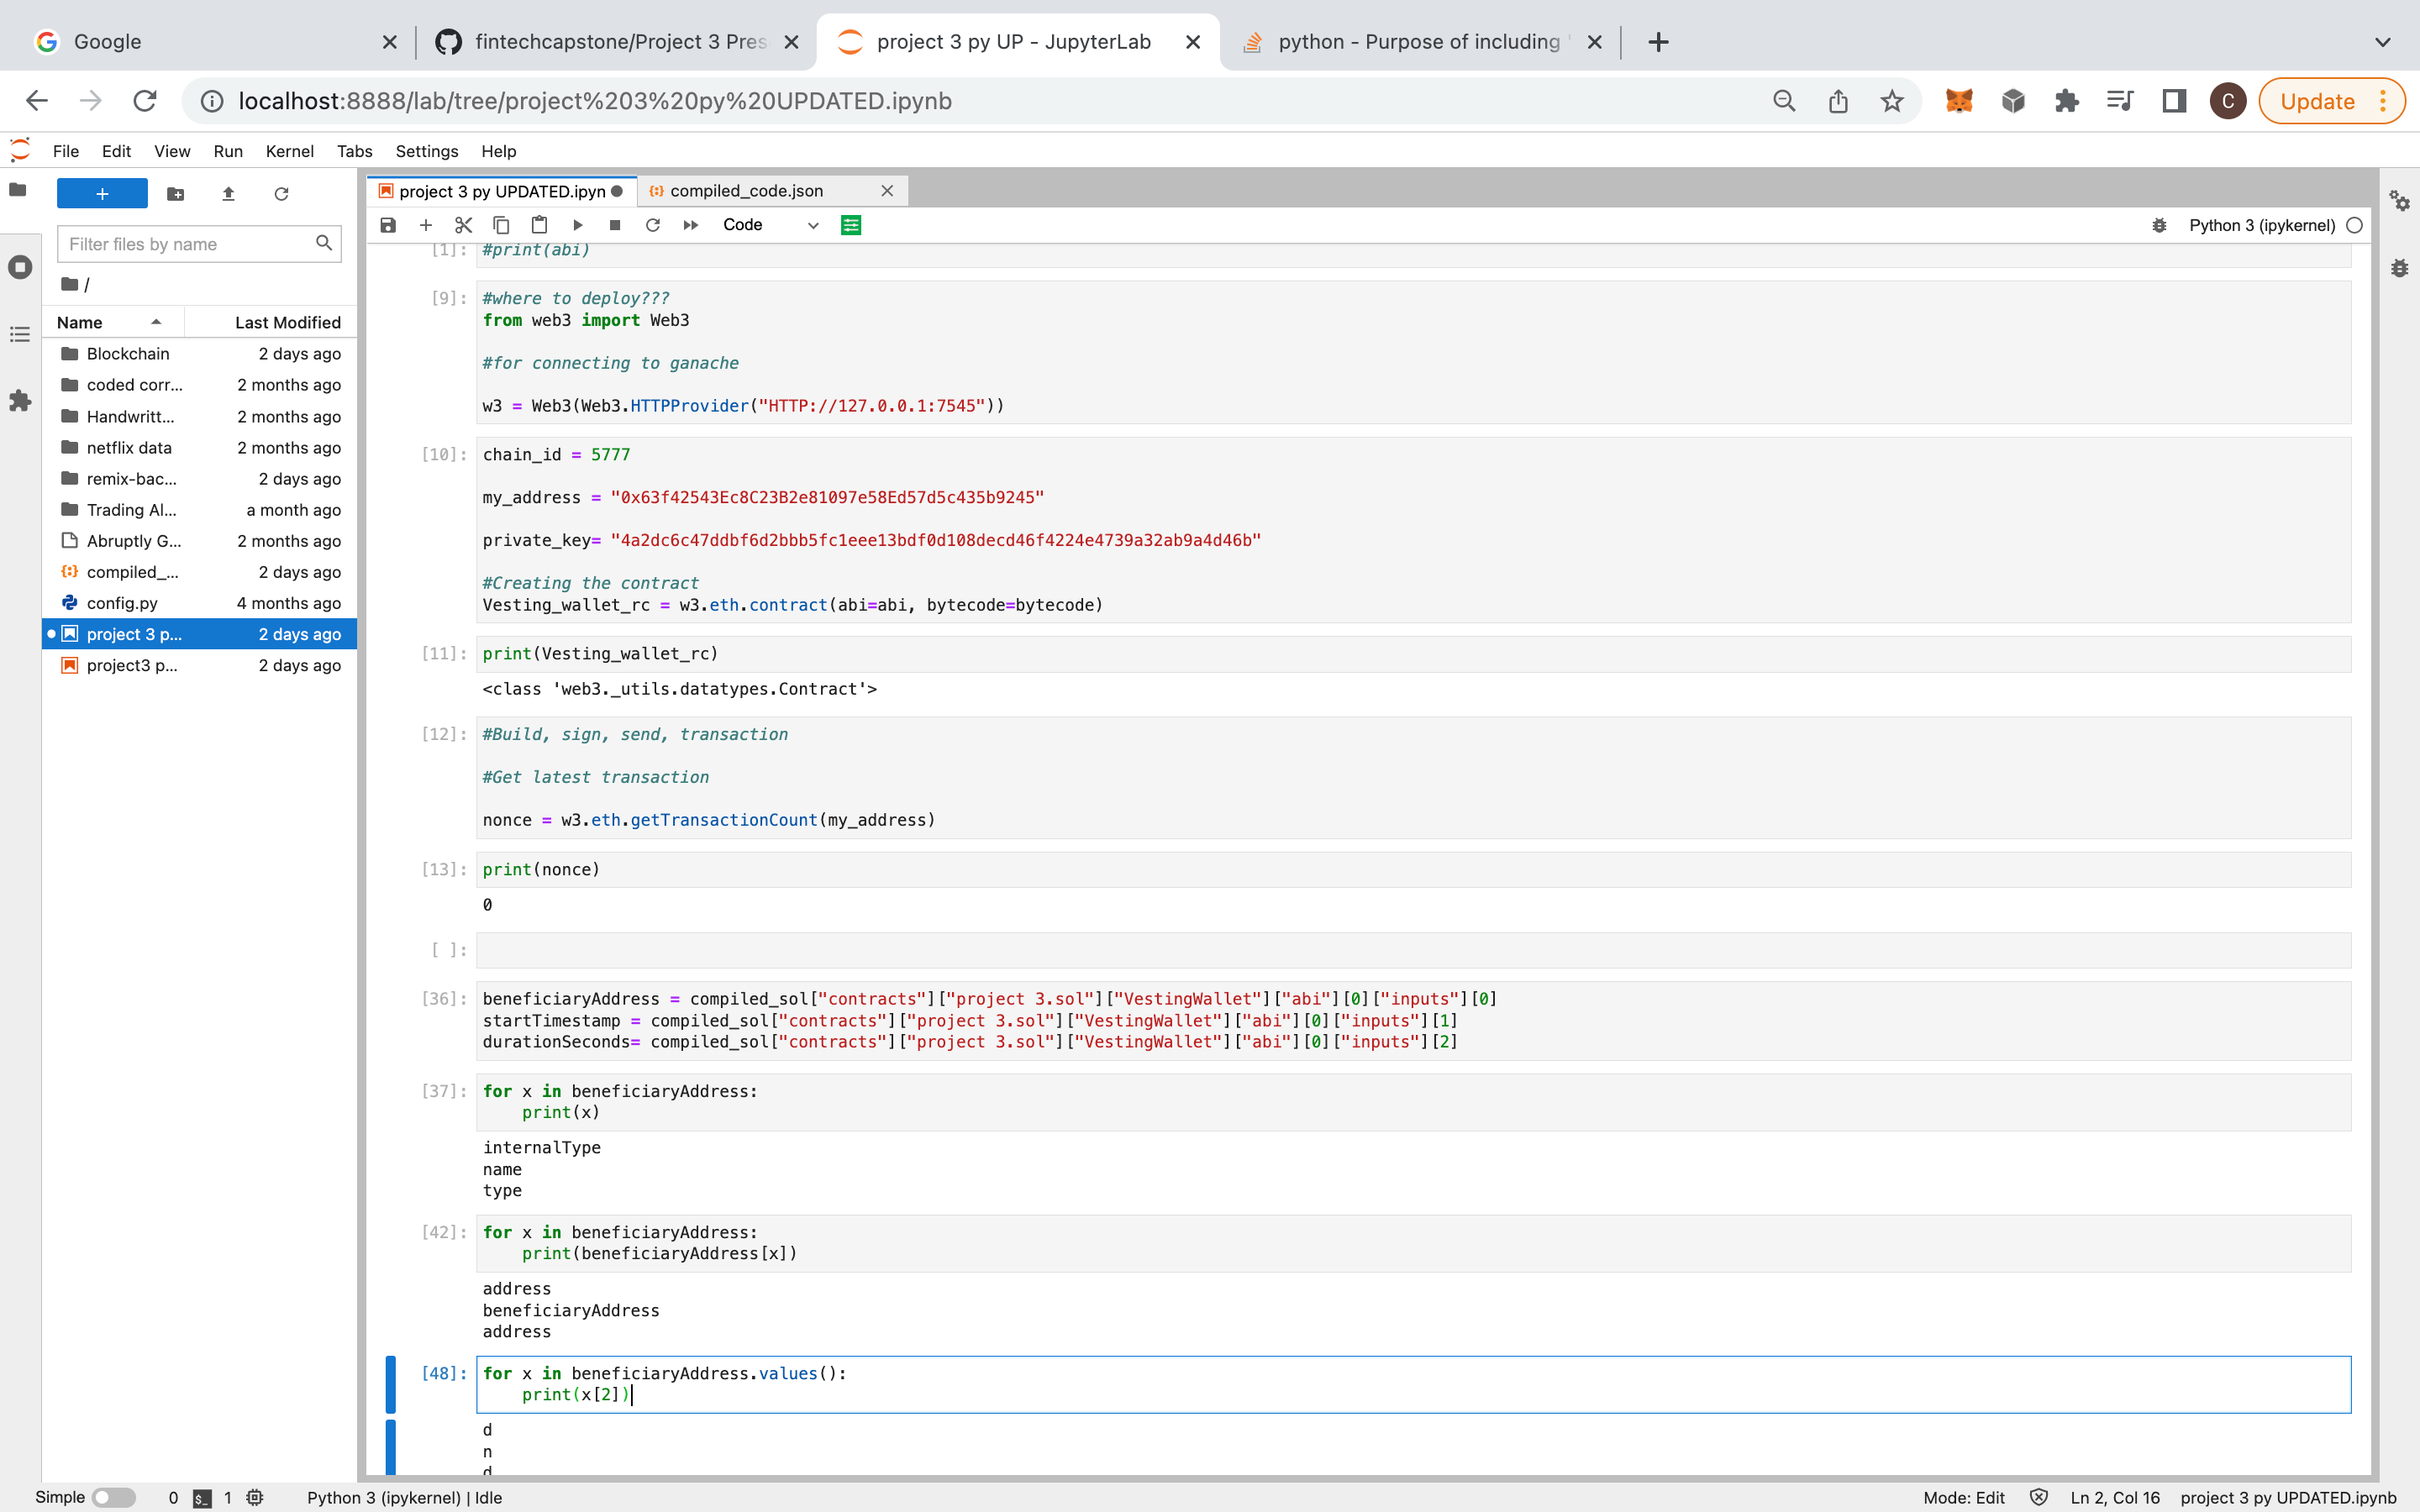 Google
fintechcapstone/Project 3 Pres
project 3 py UP - JupyterLab
python - Purpose of including '
localhost:8888/lab/tree/project%203%20py%20UPDATED.ipynb
C
Update
File Edit View Run Kernel Tabs Settings Help
project 3 py UPDATED.ipyn
compiled_code.json
Filter files by name
Code
Python 3 (ipykernel)
/
Name Last Modified
Blockchain 2 days ago
coded corr... 2 months ago
Handwritt... 2 months ago
netflix data 2 months ago
remix-bac... 2 days ago
Trading Al... a month ago
Abruptly G... 2 months ago
compiled_... 2 days ago
config.py 4 months ago
project 3 p... 2 days ago
project3 p... 2 days ago
[1]: #print(abi)
[9]: #where to deploy???
from web3 import Web3
#for connecting to ganache
w3 = Web3(Web3.HTTPProvider("HTTP://127.0.0.1:7545"))
[10]: chain_id = 5777
my_address = "0x63f42543Ec8C23B2e81097e58Ed57d5c435b9245"
private_key= "4a2dc6c47ddbf6d2bbb5fc1eee13bdf0d108decd46f4224e4739a32ab9a4d46b"
#Creating the contract
Vesting_wallet_rc = w3.eth.contract(abi=abi, bytecode=bytecode)
[11]: print(Vesting_wallet_rc)
<class 'web3._utils.datatypes.Contract'>
[12]: #Build, sign, send, transaction
#Get latest transaction
nonce = w3.eth.getTransactionCount(my_address)
[13]: print(nonce)
0
[ ]:
[36]: beneficiaryAddress = compiled_sol["contracts"]["project 3.sol"]["VestingWallet"]["abi"][0]["inputs"][0]
startTimestamp = compiled_sol["contracts"]["project 3.sol"]["VestingWallet"]["abi"][0]["inputs"][1]
durationSeconds= compiled_sol["contracts"]["project 3.sol"]["VestingWallet"]["abi"][0]["inputs"][2]
[37]: for x in beneficiaryAddress:
print(x)
internalType
name
type
[42]: for x in beneficiaryAddress:
print(beneficiaryAddress[x])
address
beneficiaryAddress
address
[48]: for x in beneficiaryAddress.values():
print(x[2])
d
n
d
Simple 0 $_ 1 Python 3 (ipykernel) | Idle Mode: Edit Ln 2, Col 16 project 3 py UPDATED.ipynb